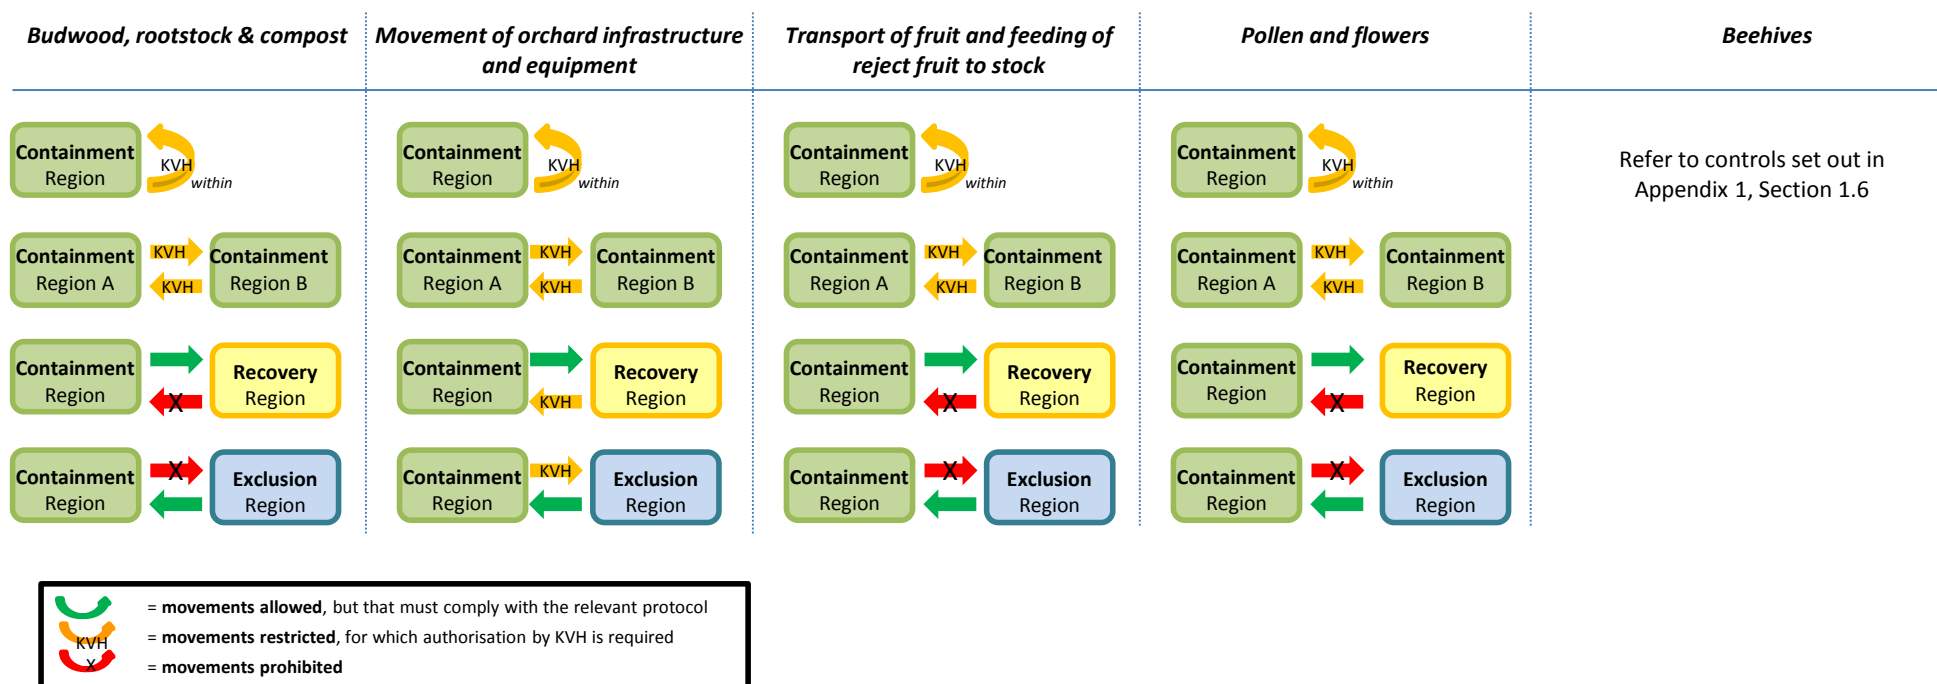 Budwood, rootstock & compost
Movement of orchard infrastructure
and equipment
Transport of fruit and feeding of
reject fruit to stock
Pollen and flowers
Beehives
Containment
Region
KVH
within
Containment
Region
KVH
within
Containment
Region
KVH
within
Containment
Region
KVH
within
Refer to controls set out in
Appendix 1, Section 1.6
Containment
Region A
KVH
KVH
Containment
Region B
Containment
Region A
KVH
KVH
Containment
Region B
Containment
Region A
KVH
KVH
Containment
Region B
Containment
Region A
KVH
KVH
Containment
Region B
Containment
Region
X
Recovery
Region
Containment
Region
KVH
Recovery
Region
Containment
Region
X
Recovery
Region
Containment
Region
X
Recovery
Region
Containment
Region
X
Exclusion
Region
Containment
Region
KVH
Exclusion
Region
Containment
Region
X
Exclusion
Region
Containment
Region
X
Exclusion
Region
= movements allowed, but that must comply with the relevant protocol
KVH = movements restricted, for which authorisation by KVH is required
X = movements prohibited